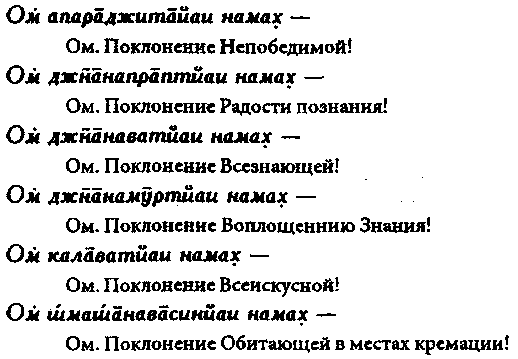 Ом̇ апара̄джита̄йаи намах̣ —
Ом. Поклонение Непобедимой!
Ом̇ джн̃а̄напра̄птйаи намах̣ —
Ом. Поклонение Радости познания!
Ом̇ джн̃а̄наватйаи намах̣ —
Ом. Поклонение Всезнающей!
Ом̇ джн̃а̄намӯртйаи намах̣ —
Ом. Поклонение Воплощеннию Знания!
Ом̇ кала̄ватйаи намах̣ —
Ом. Поклонение Всеискусной!
Ом̇ ш́маш́а̄нава̄синйаи намах̣ —
Ом. Поклонение Обитающей в местах кремации!